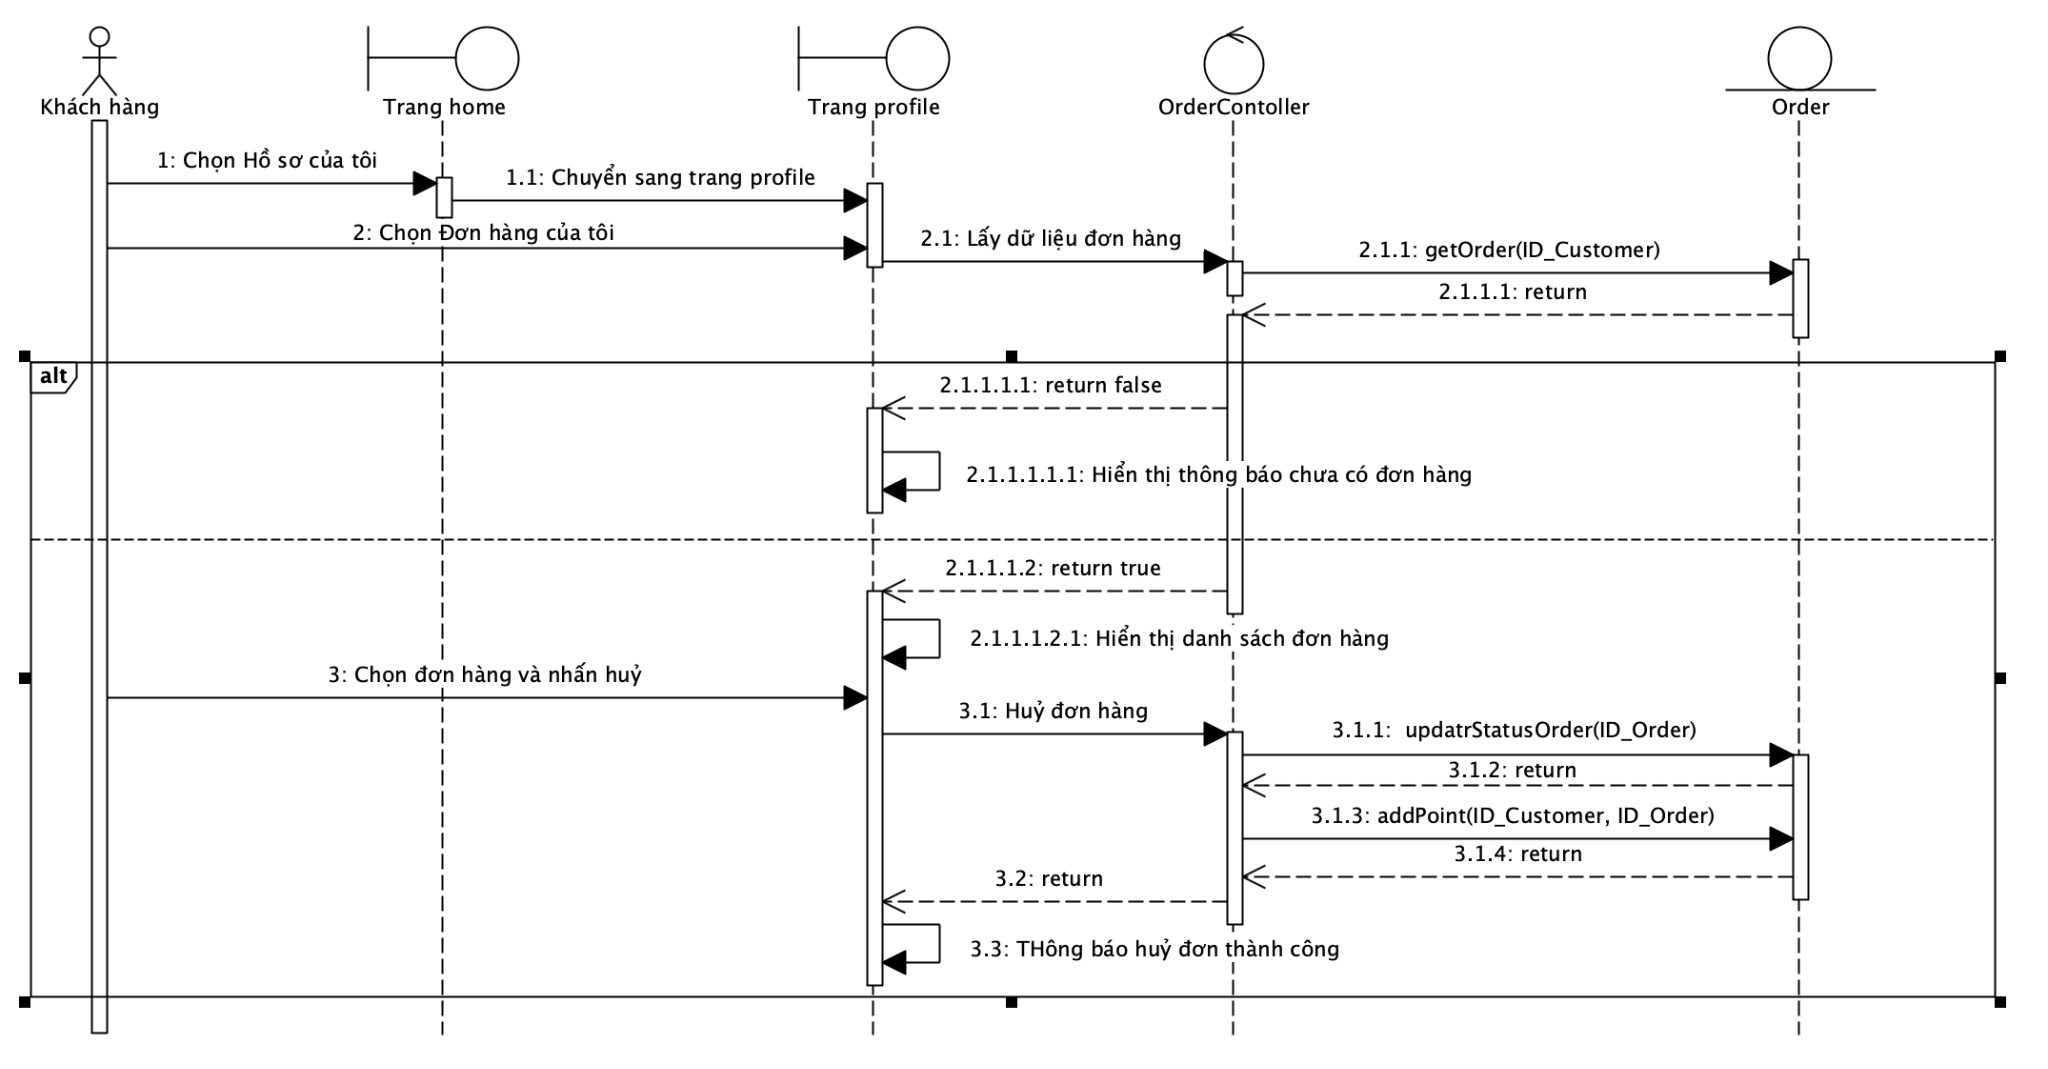 Khách hàng
Trang home
Trang profile
OrderContoller
Order
1: Chọn Hồ sơ của tôi
1.1: Chuyển sang trang profile
2: Chọn Đơn hàng của tôi
2.1: Lấy dữ liệu đơn hàng
2.1.1: getOrder(ID_Customer)
2.1.1.1: return
alt
2.1.1.1.1: return false
2.1.1.1.1.1: Hiển thị thông báo chưa có đơn hàng
2.1.1.1.2: return true
2.1.1.1.2.1: Hiển thị danh sách đơn hàng
3: Chọn đơn hàng và nhấn huỷ
3.1: Huỷ đơn hàng
3.1.1: updatrStatusOrder(ID_Order)
3.1.2: return
3.1.3: addPoint(ID_Customer, ID_Order)
3.1.4: return
3.2: return
3.3: THông báo huỷ đơn thành công